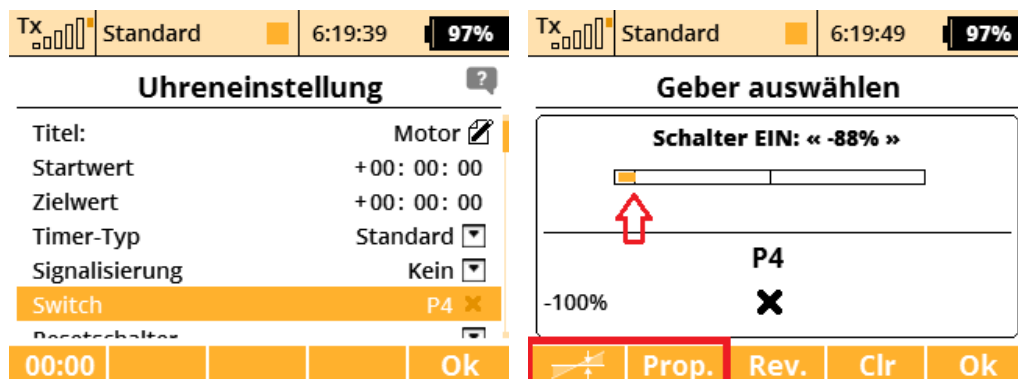 Tx Standard 6:19:39 97%
Uhreneinstellung ?
Titel: Motor
Startwert +00: 00: 00
Zielwert +00: 00: 00
Timer-Typ Standard
Signalisierung Kein
Switch P4
Resetschalter
00:00 Ok
Tx Standard 6:19:49 97%
Geber auswählen
Schalter EIN: « -88% »
P4
-100%
Prop. Rev. Clr Ok